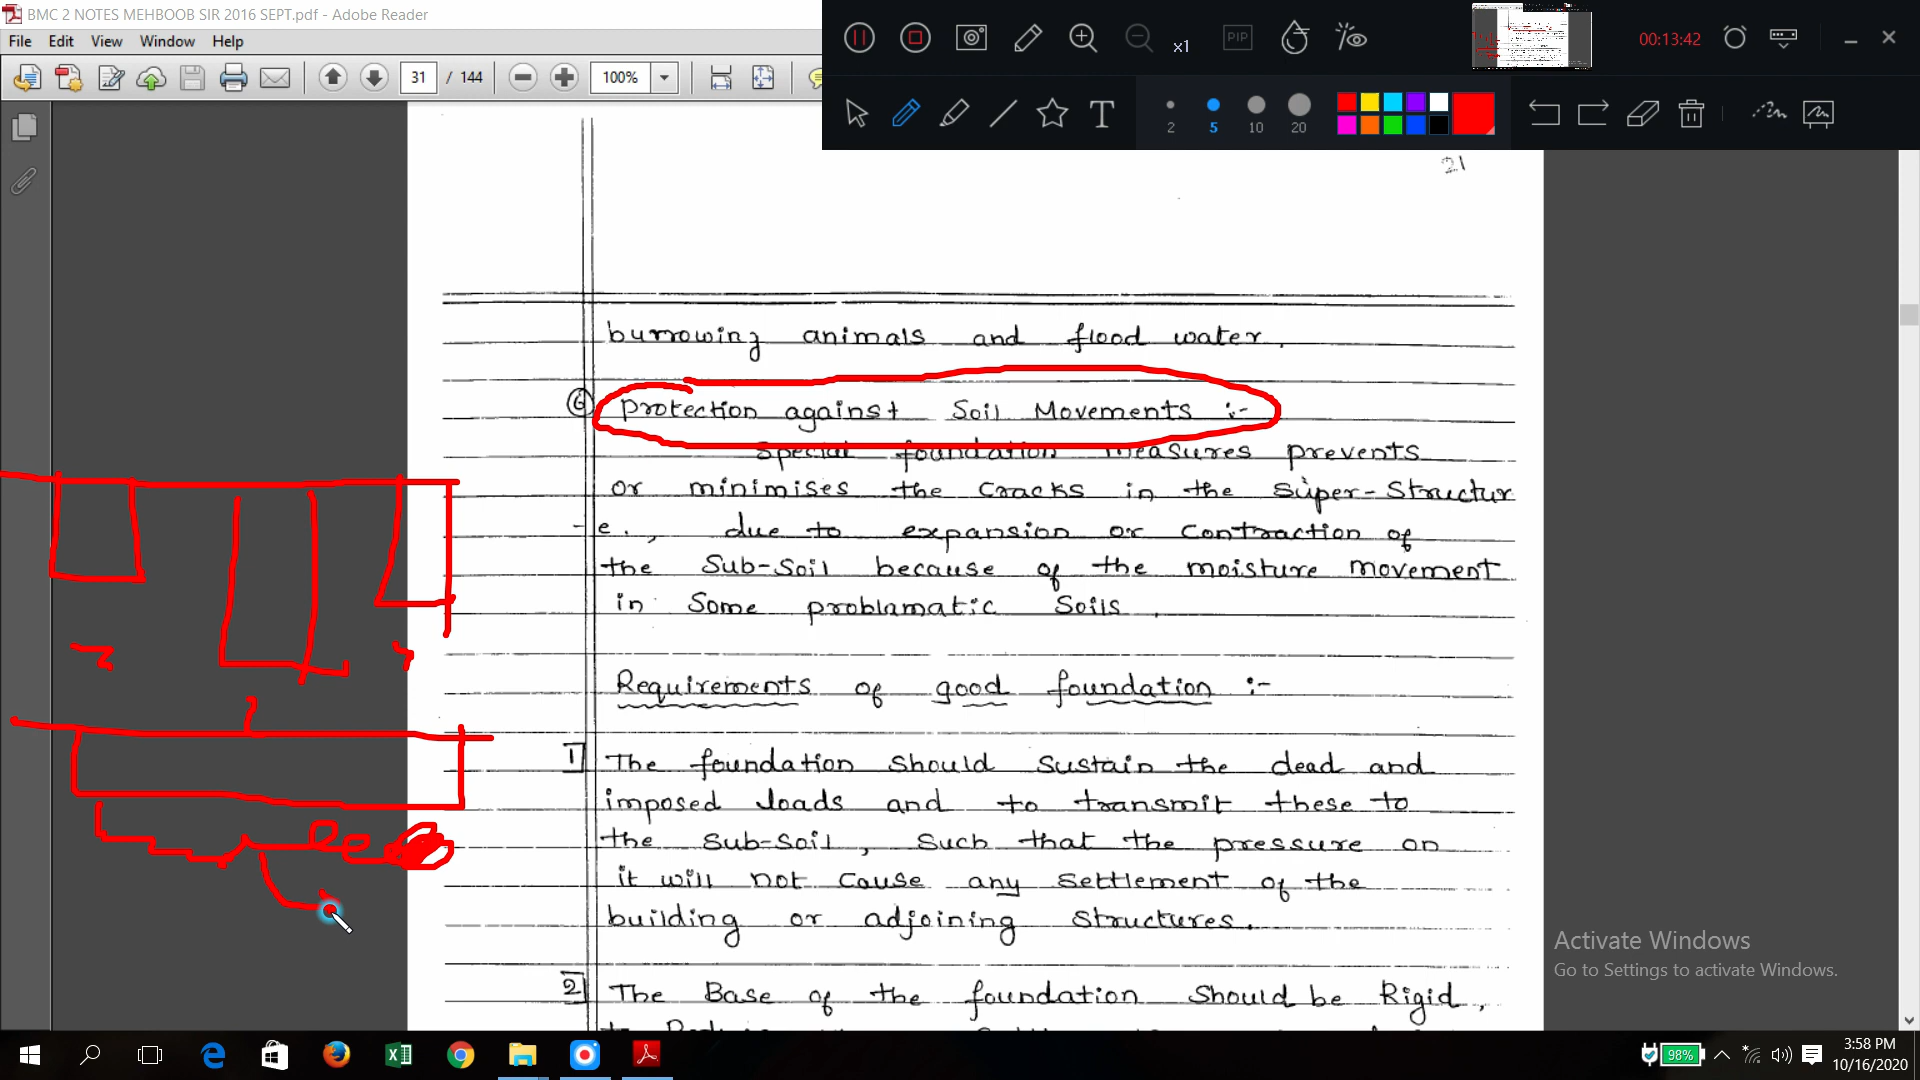 BMC 2 NOTES MEHBOOB SIR 2016 SEPT.pdf - Adobe Reader
File Edit View Window Help
31 / 144 100%
x1 PIP 00:13:42
T 2 5 10 20
21
burrowing animals and flood water.
6 Protection against Soil Movements :-
Special foundation measures prevents
or minimises the cracks in the Super-Structur
-e., due to expansion or contraction of
the Sub-Soil because of the moisture movement
in Some problamatic Soils.
Requirements of good foundation :-
1 The foundation should sustain the dead and
imposed loads and to transmit these to
the Sub-Soil, Such that the pressure on
it will not cause any settlement of the
building or adjoining structures.
2 The Base of the foundation should be Rigid,
Activate Windows
Go to Settings to activate Windows.
98%
3:58 PM
10/16/2020